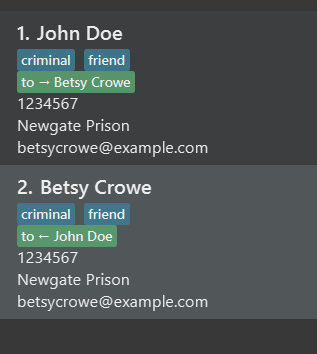 1. John Doe
criminal friend
to → Betsy Crowe
1234567
Newgate Prison
betsycrowe@example.com
2. Betsy Crowe
criminal friend
to ← John Doe
1234567
Newgate Prison
betsycrowe@example.com